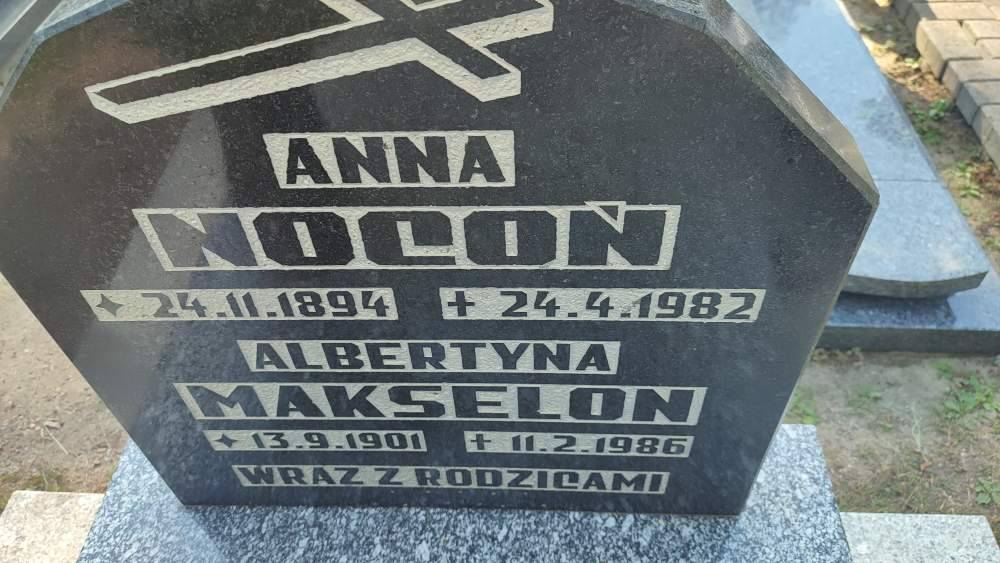 ANNA
NOCOŃ
✦ 24.11.1894 + 24.4.1982
ALBERTYNA
MAKSELON
✦ 13.9.1901 + 11.2.1986
WRAZ Z RODZICAMI